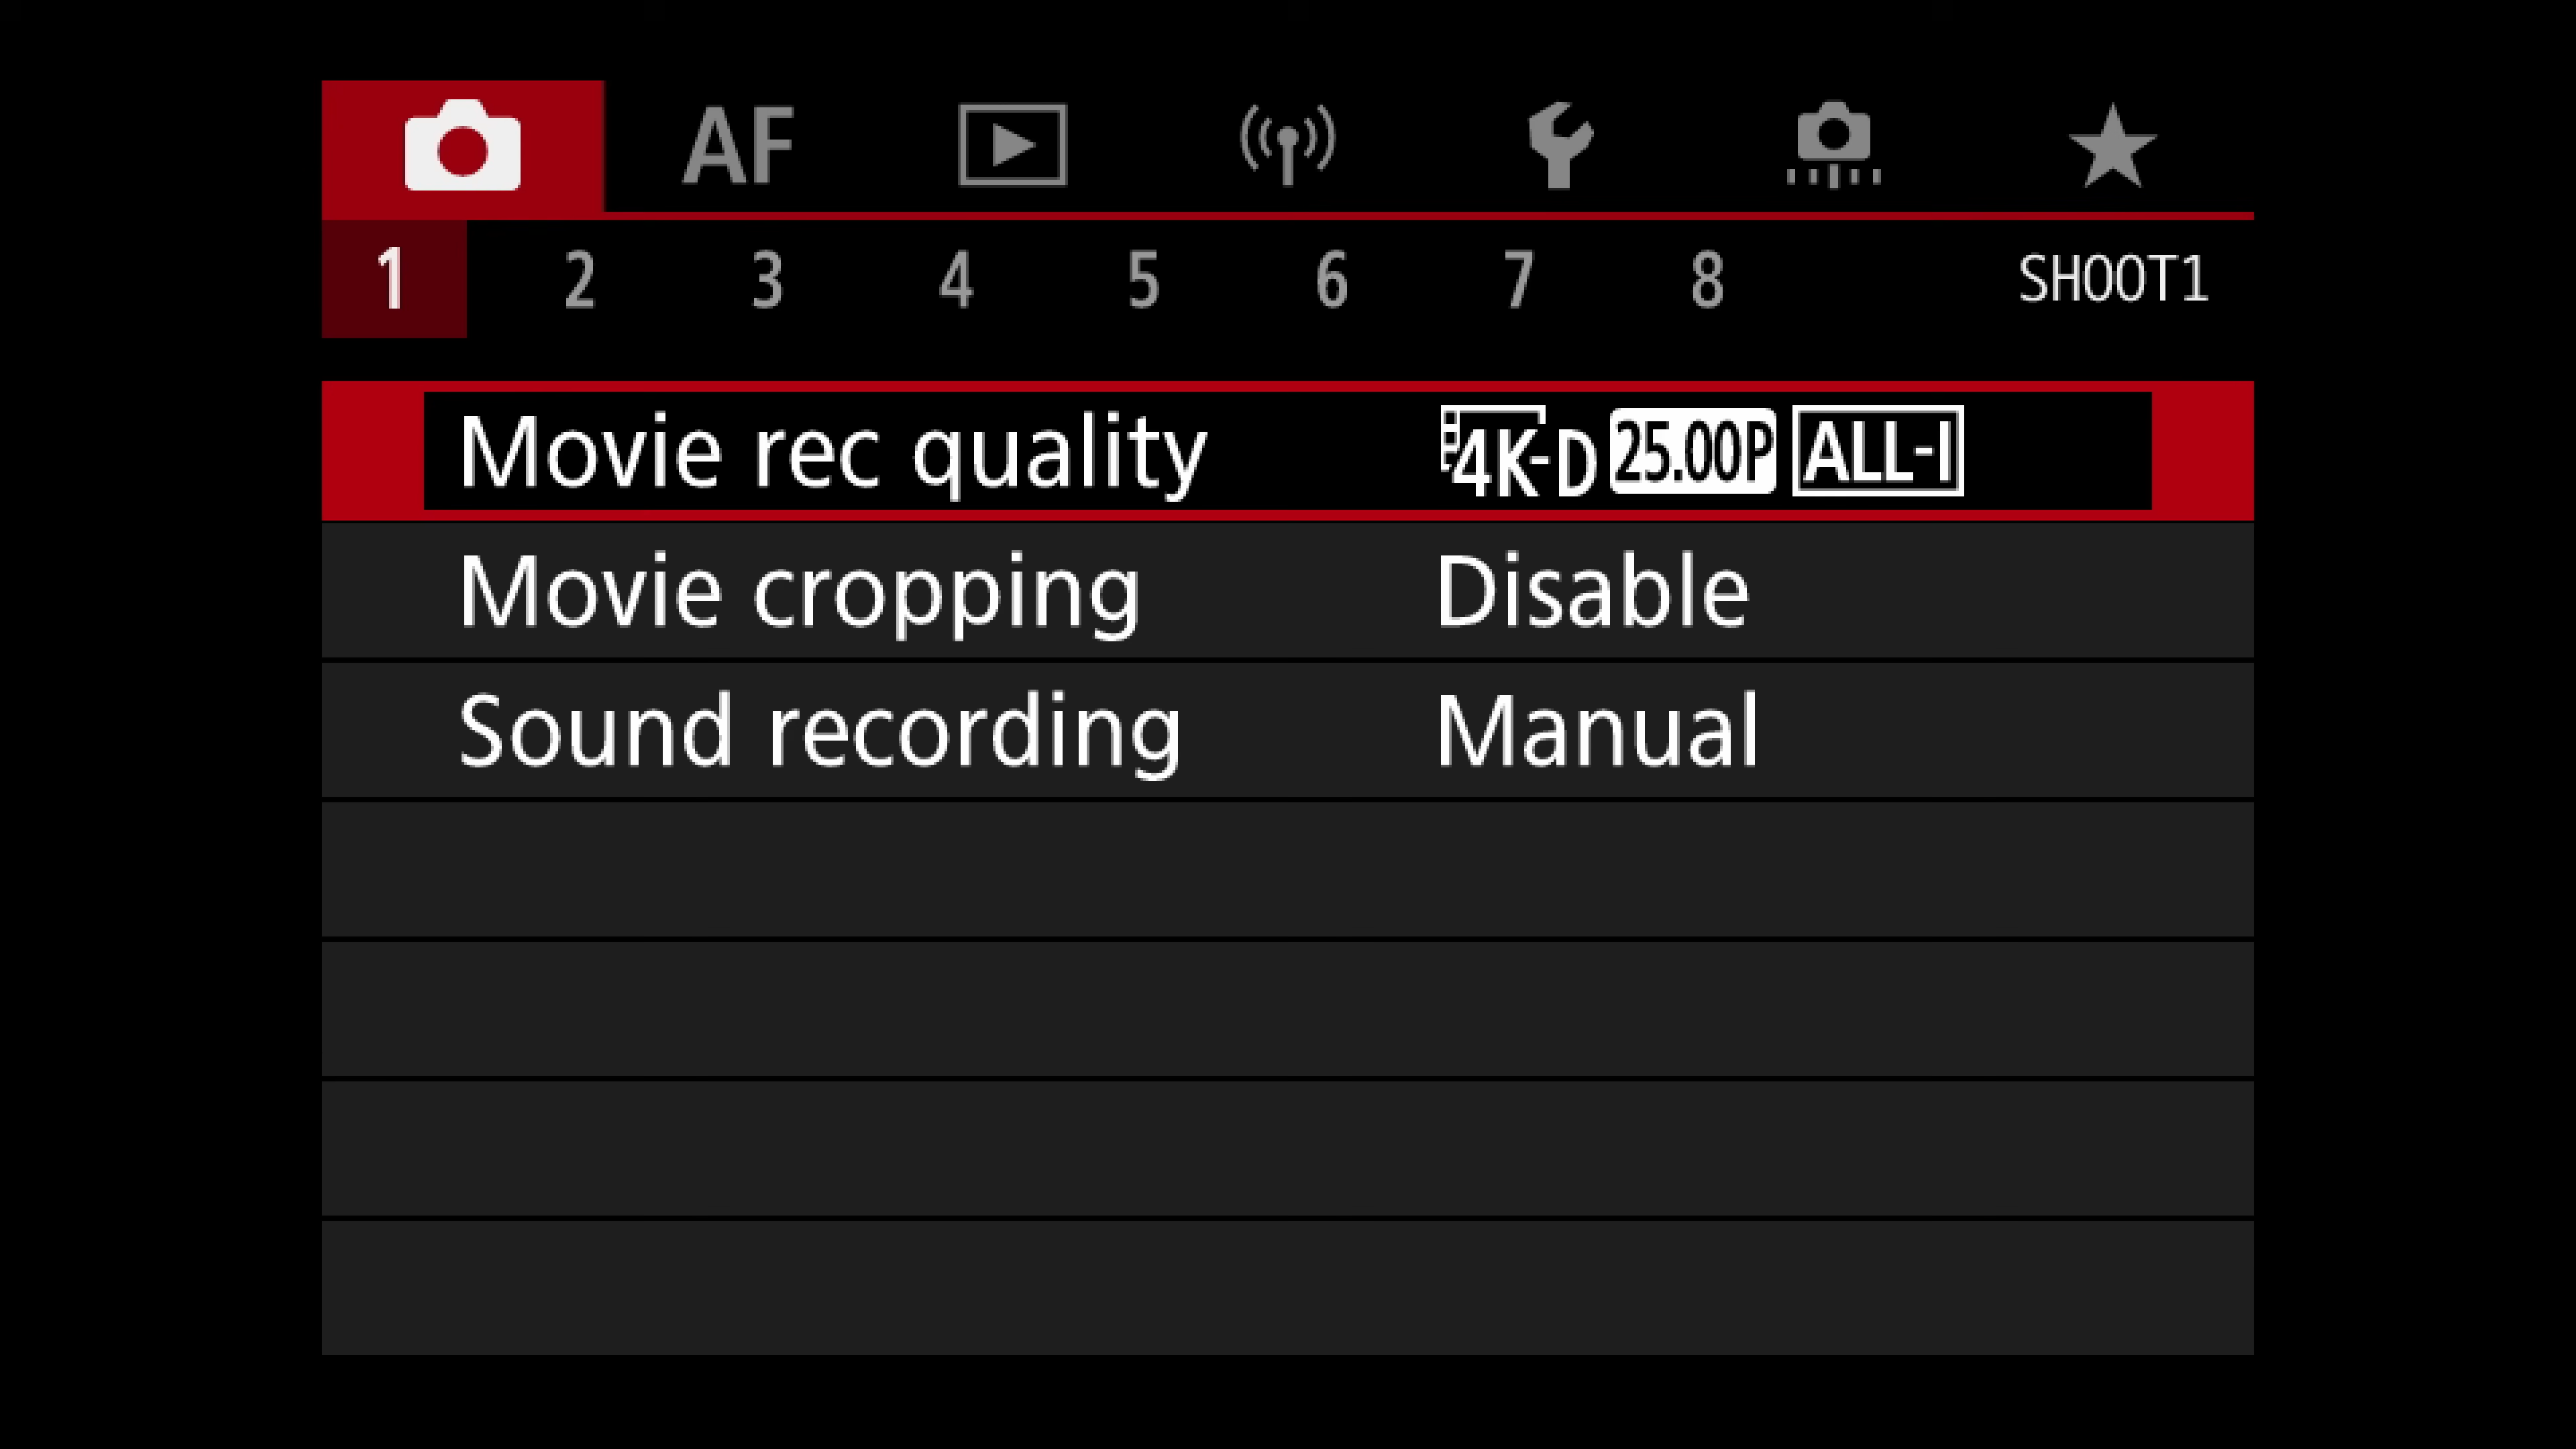 AF
1 2 3 4 5 6 7 8 SHOOT1
Movie rec quality 4K-D 25.00P ALL-I
Movie cropping Disable
Sound recording Manual